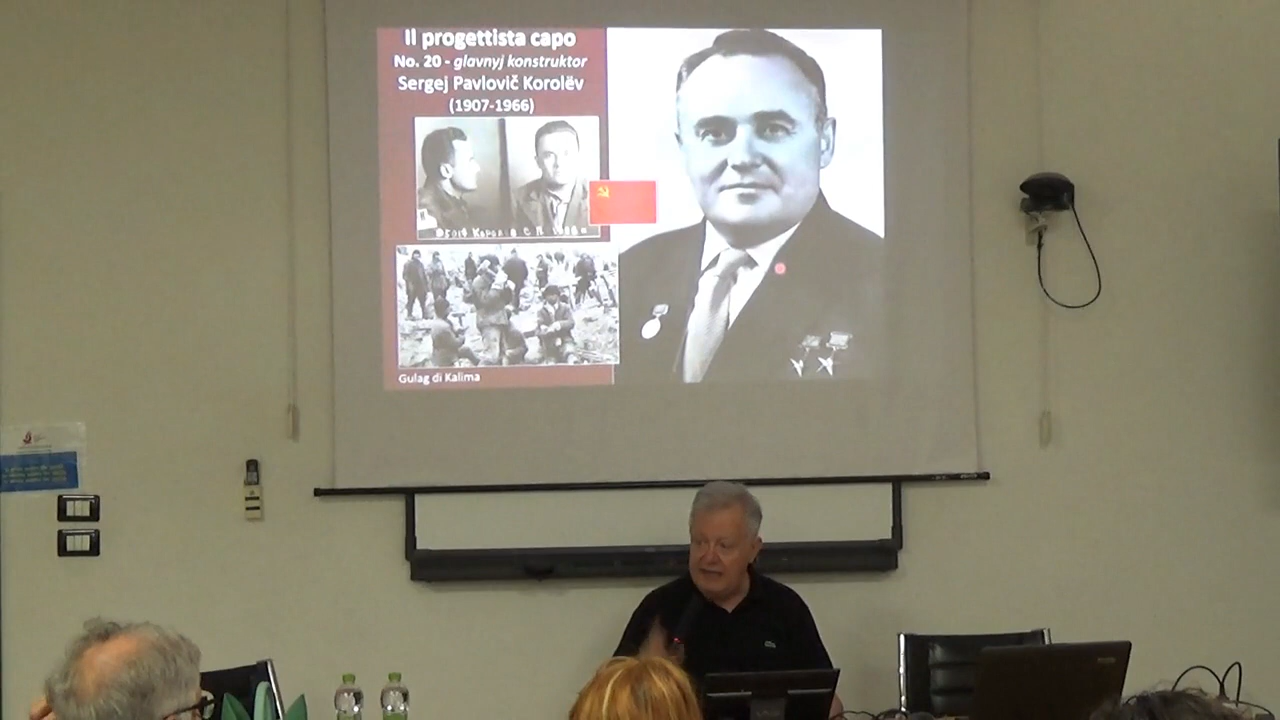 Il progettista capo
No. 20 - glavnyj konstruktor
Sergej Pavlovič Korolëv
(1907-1966)
Gulag di Kalima